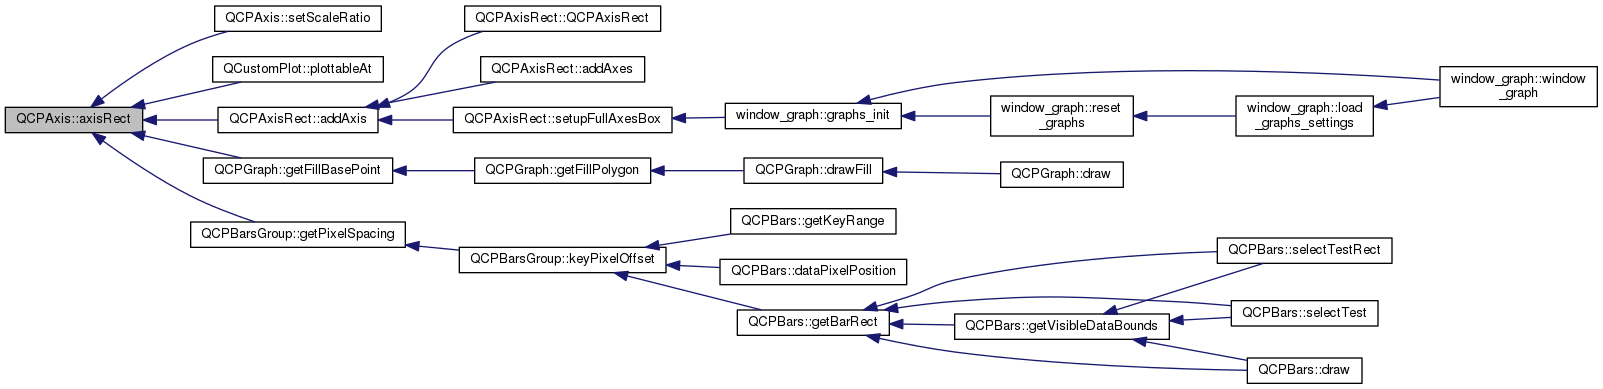 QCPAxis::setScaleRatio
QCPAxisRect::QCPAxisRect
QCustomPlot::plottableAt
QCPAxisRect::addAxes
window_graph::window
_graph
QCPAxis::axisRect
QCPAxisRect::addAxis
QCPAxisRect::setupFullAxesBox
window_graph::graphs_init
window_graph::reset
_graphs
window_graph::load
_graphs_settings
QCPGraph::getFillBasePoint
QCPGraph::getFillPolygon
QCPGraph::drawFill
QCPGraph::draw
QCPBarsGroup::getPixelSpacing
QCPBars::getKeyRange
QCPBarsGroup::keyPixelOffset
QCPBars::dataPixelPosition
QCPBars::selectTestRect
QCPBars::getBarRect
QCPBars::getVisibleDataBounds
QCPBars::selectTest
QCPBars::draw